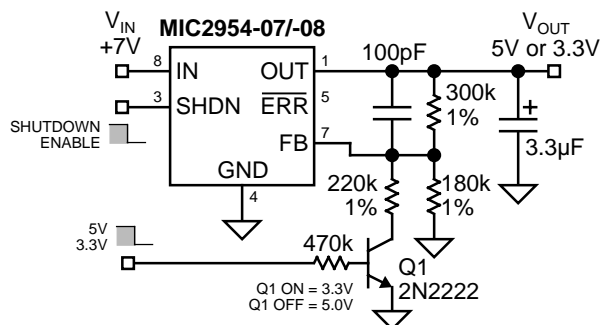 V_IN
+7V
MIC2954-07/-08
100pF
V_OUT
5V or 3.3V
8
IN
OUT
1
3
SHDN
ERR
5
300k
1%
+
3.3µF
SHUTDOWN
ENABLE
FB
7
GND
4
220k
1%
180k
1%
5V
3.3V
470k
Q1
2N2222
Q1 ON = 3.3V
Q1 OFF = 5.0V